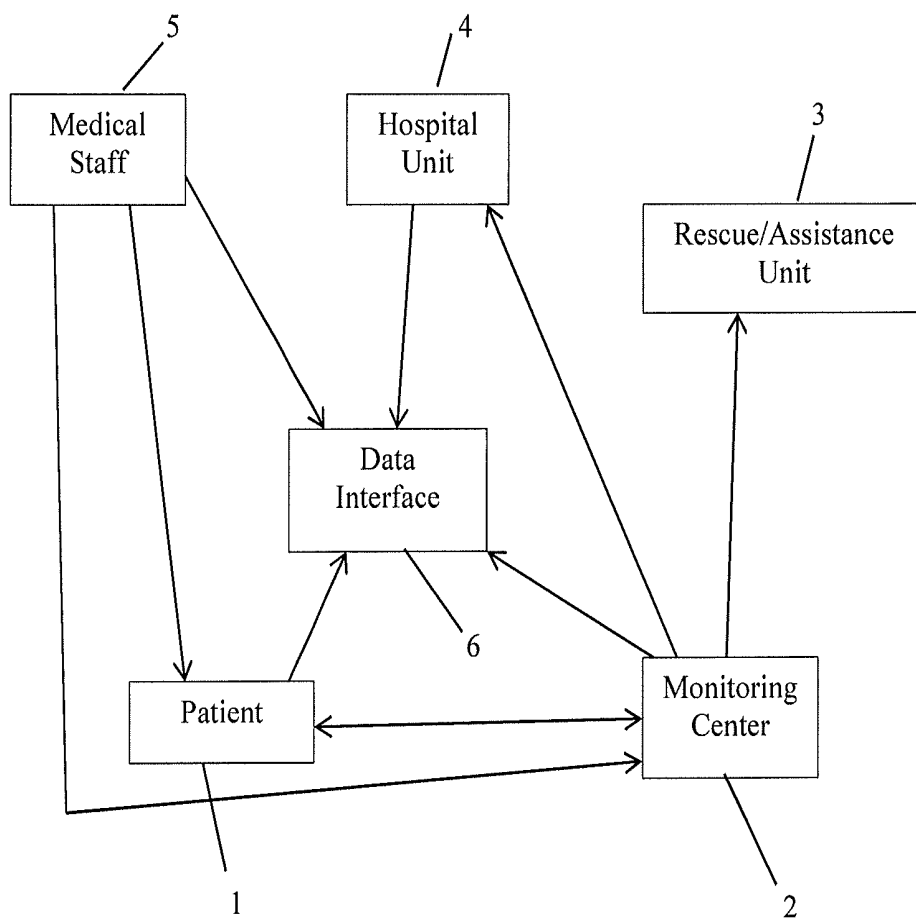 5
4
Medical
Staff
Hospital
Unit
3
Rescue/Assistance
Unit
Data
Interface
6
Patient
Monitoring
Center
1
2